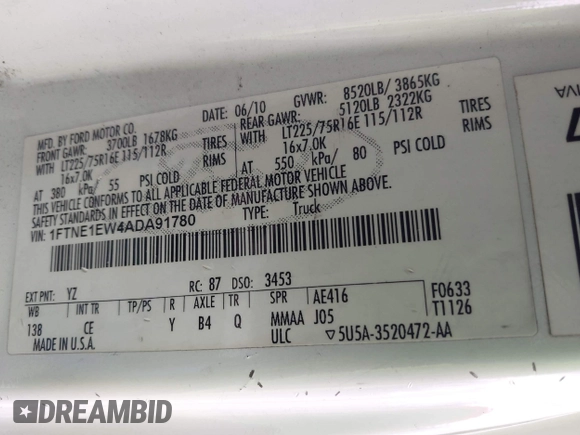 MFD. BY FORD MOTOR CO.
DATE: 06/10 GVWR: 8520LB/ 3865KG
FRONT GAWR: 3700LB 1678KG
REAR GAWR: 5120LB 2322KG
WITH LT225/75R16E 115/112R TIRES
WITH LT225/75R16E 115/112R TIRES
16x7.0K RIMS
16x7.0K RIMS
AT 380 kPa/ 55 PSI COLD
AT 550 kPa/ 80 PSI COLD
THIS VEHICLE CONFORMS TO ALL APPLICABLE FEDERAL MOTOR VEHICLE
SAFETY STANDARDS IN EFFECT ON THE DATE OF MANUFACTURE SHOWN ABOVE.
VIN: 1FTNE1EW4ADA91780 TYPE: Truck
EXT PNT: YZ RC: 87 DSO: 3453
WB INT TR TP/PS R AXLE TR SPR AE416 F0633
138 CE Y B4 Q MMAA J05 T1126
MADE IN U.S.A. ULC ▽5U5A-3520472-AA
DREAMBID